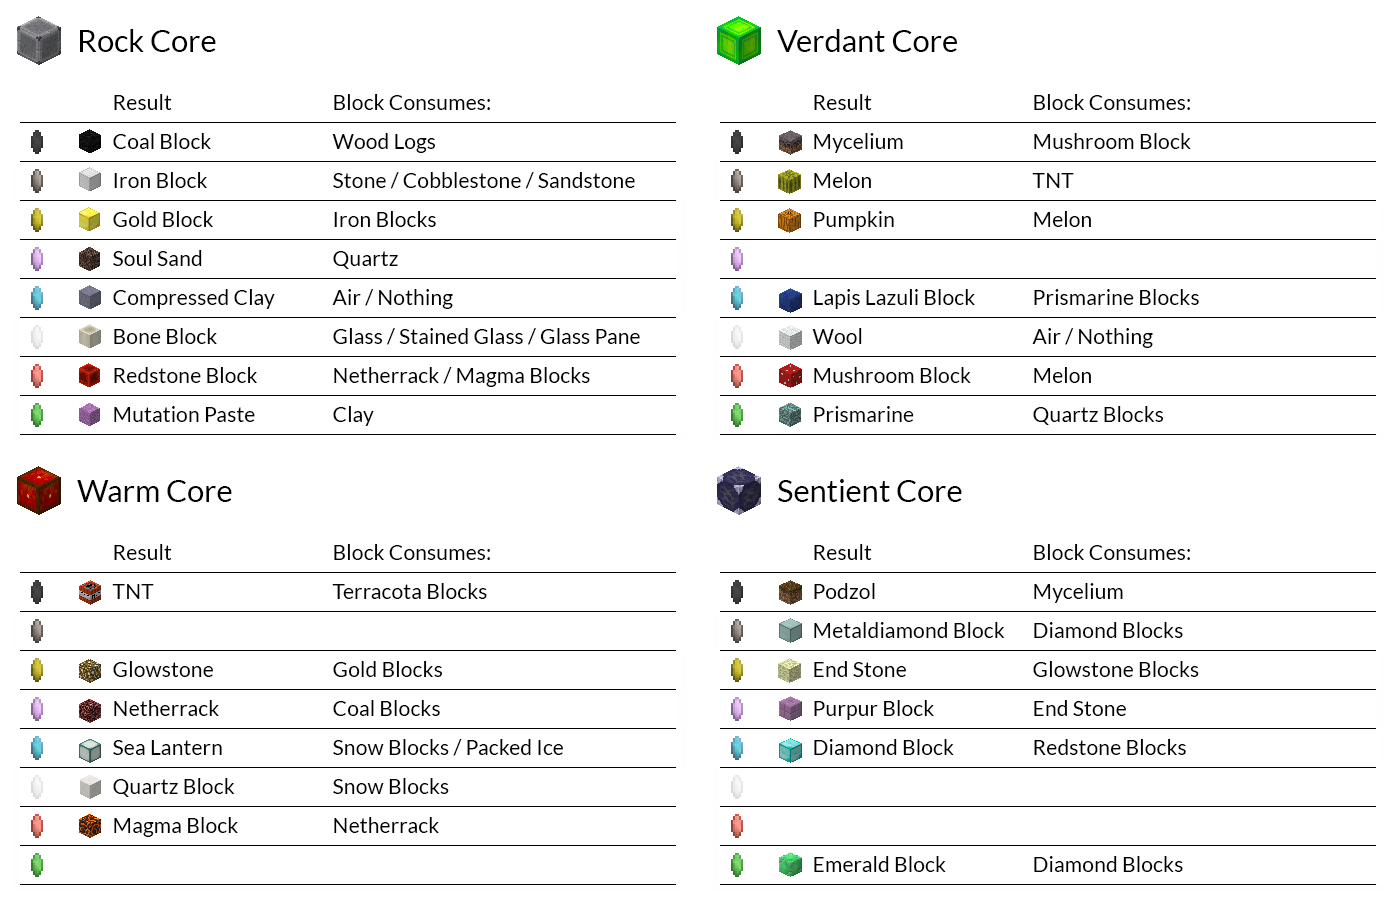 Rock Core
Result Block Consumes:
Coal Block Wood Logs
Iron Block Stone / Cobblestone / Sandstone
Gold Block Iron Blocks
Soul Sand Quartz
Compressed Clay Air / Nothing
Bone Block Glass / Stained Glass / Glass Pane
Redstone Block Netherrack / Magma Blocks
Mutation Paste Clay
Verdant Core
Result Block Consumes:
Mycelium Mushroom Block
Melon TNT
Pumpkin Melon
Lapis Lazuli Block Prismarine Blocks
Wool Air / Nothing
Mushroom Block Melon
Prismarine Quartz Blocks
Warm Core
Result Block Consumes:
TNT Terracota Blocks
Glowstone Gold Blocks
Netherrack Coal Blocks
Sea Lantern Snow Blocks / Packed Ice
Quartz Block Snow Blocks
Magma Block Netherrack
Sentient Core
Result Block Consumes:
Podzol Mycelium
Metaldiamond Block Diamond Blocks
End Stone Glowstone Blocks
Purpur Block End Stone
Diamond Block Redstone Blocks
Emerald Block Diamond Blocks